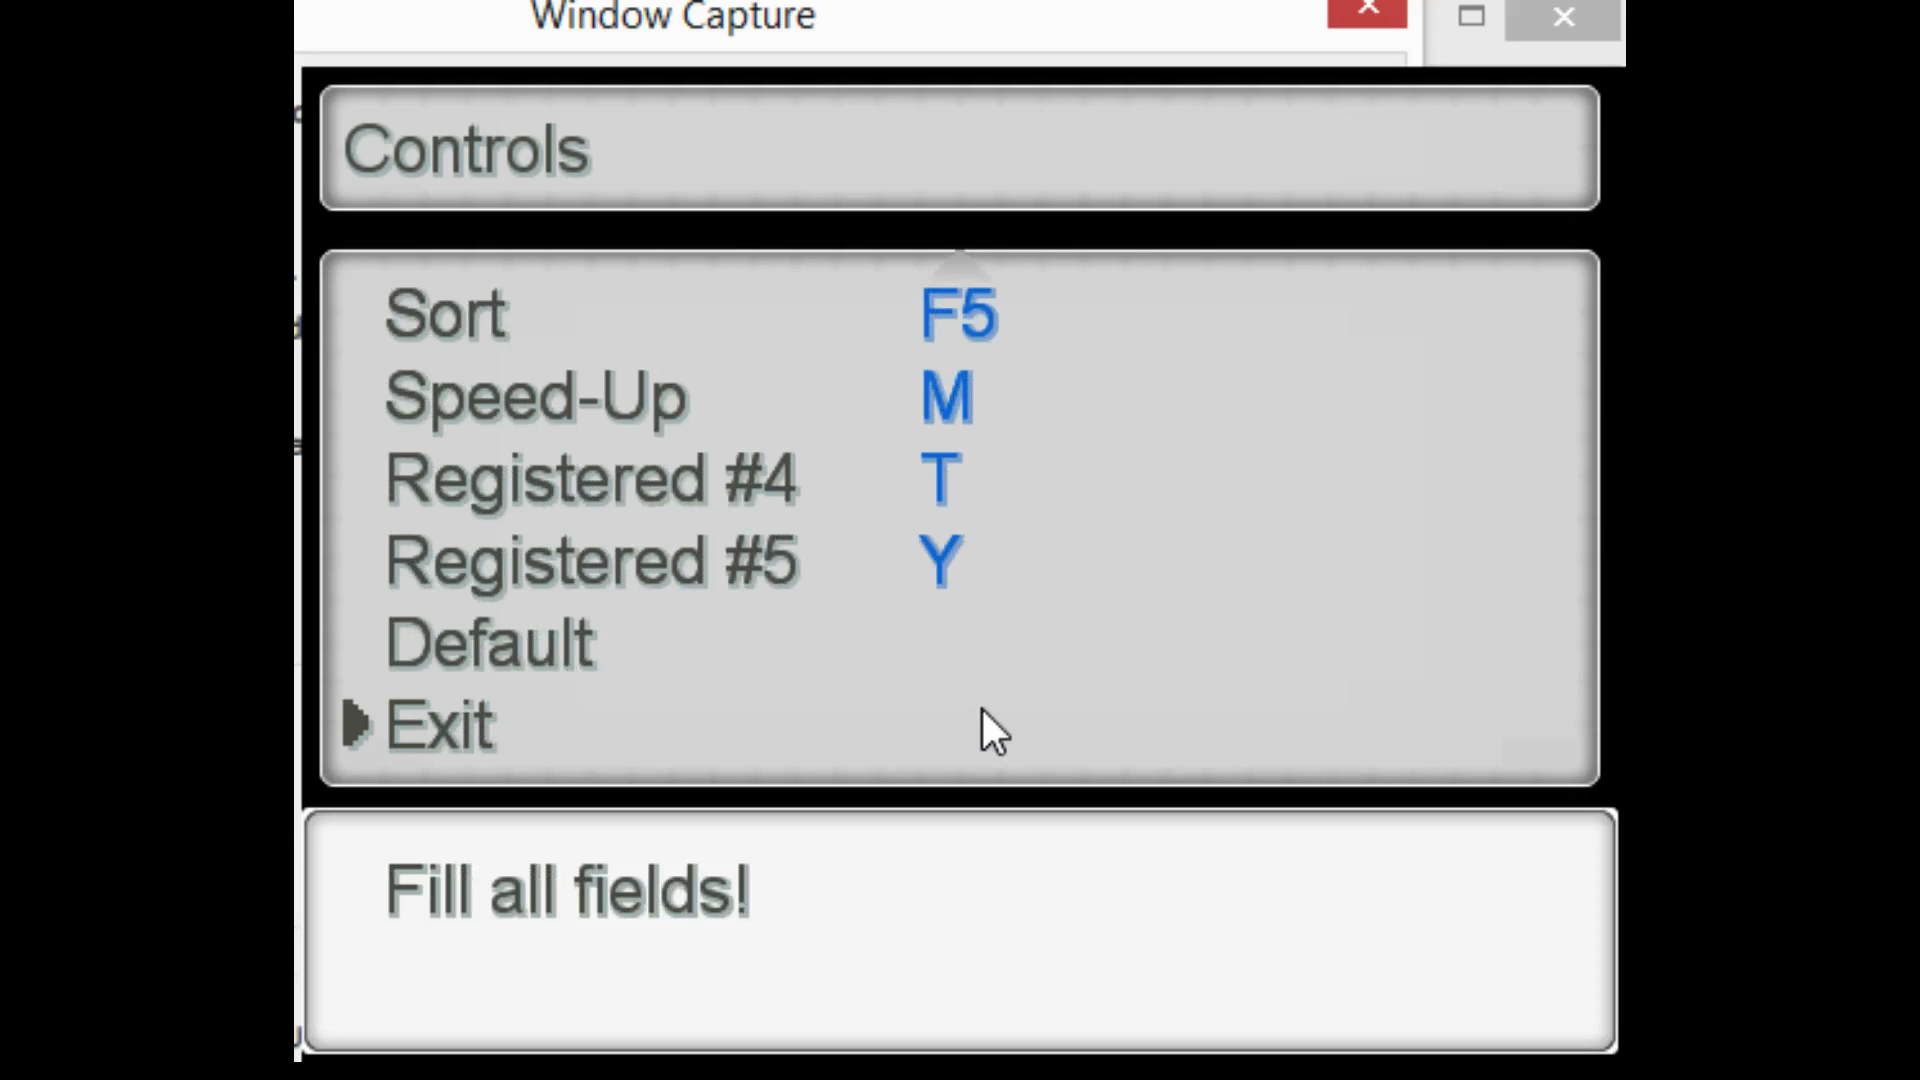 Window Capture
Controls
Sort F5
Speed-Up M
Registered #4 T
Registered #5 Y
Default
Exit
Fill all fields!